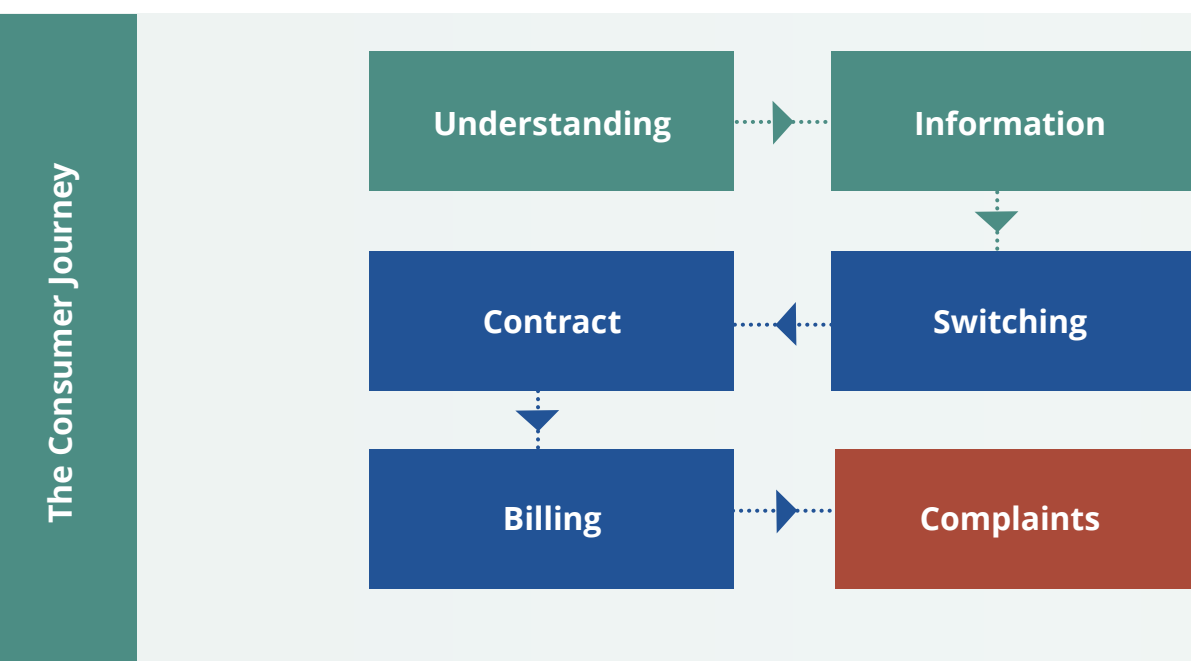 The Consumer Journey
Understanding
Information
Switching
Contract
Billing
Complaints